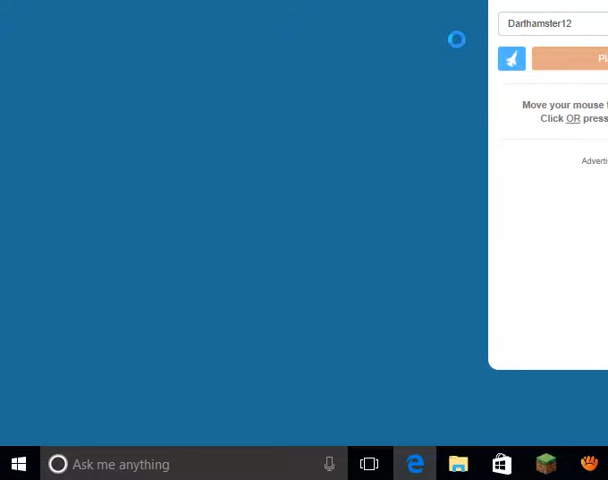 Darthamster12
Pl
Move your mouse
Click OR press
Adverti
Ask me anything